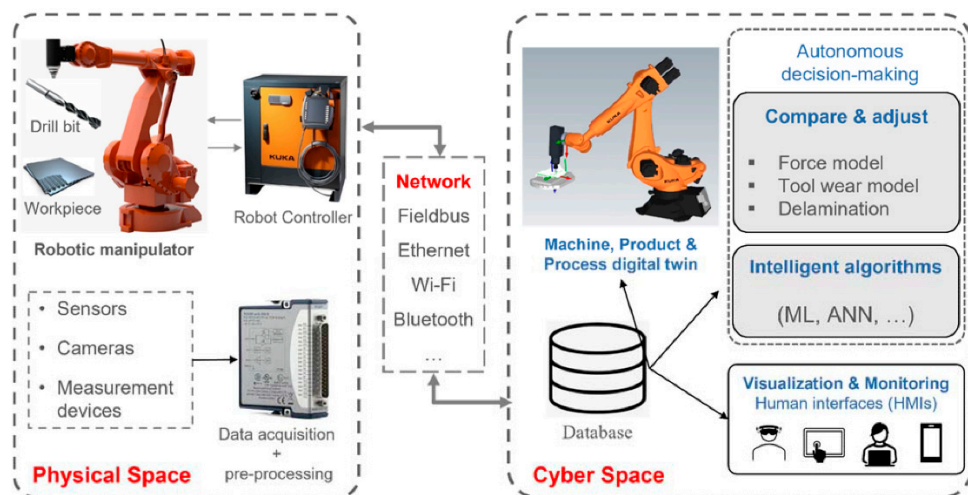 Drill bit
Workpiece
Robotic manipulator
KUKA
Robot Controller
• Sensors
• Cameras
• Measurement
devices
Data acquisition
+
pre-processing
Physical Space
Network
Fieldbus
Ethernet
Wi-Fi
Bluetooth
...
KUKA
Machine, Product &
Process digital twin
Database
Cyber Space
Autonomous
decision-making
Compare & adjust
▪ Force model
▪ Tool wear model
▪ Delamination
Intelligent algorithms
(ML, ANN, …)
Visualization & Monitoring
Human interfaces (HMIs)